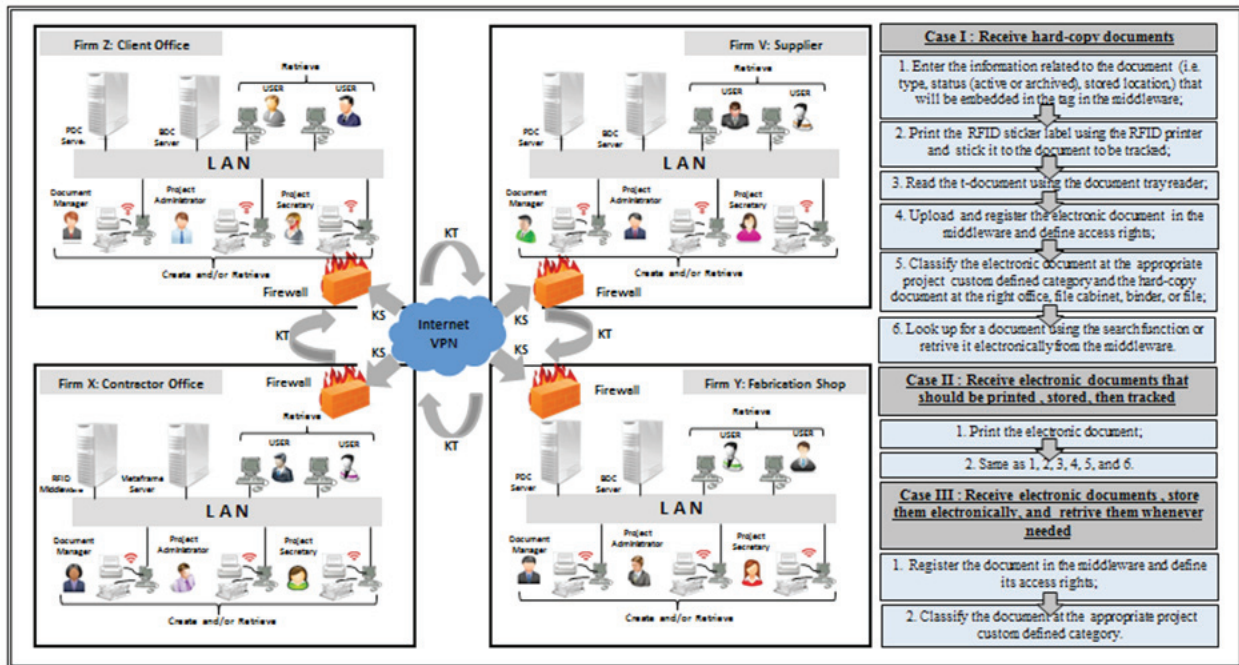 Firm Z: Client Office
Retrieve
USER
USER
PDC
Server
BDC
Server
LAN
Document
Manager
Project
Administrator
Project
Secretary
Create and/or Retrieve
Firewall
Firm V: Supplier
Retrieve
USER
USER
PDC
Server
BDC
Server
LAN
Document
Manager
Project
Administrator
Project
Secretary
Create and/or Retrieve
Firewall
KT
KS
KS
KT
Internet
VPN
KT
KS
KS
KT
Firm X: Contractor Office
Firewall
Retrieve
USER
USER
RFID
Middleware
Metaframe
Server
LAN
Document
Manager
Project
Administrator
Project
Secretary
Create and/or Retrieve
Firewall
Firm Y: Fabrication Shop
Retrieve
USER
USER
PDC
Server
BDC
Server
LAN
Document
Manager
Project
Administrator
Project
Secretary
Create and/or Retrieve
Case I : Receive hard-copy documents
1. Enter the information related to the document (i.e.
type, status (active or archived), stored location,) that
will be embedded in the tag in the middleware;
2. Print the RFID sticker label using the RFID printer
and stick it to the document to be tracked;
3. Read the t-document using the document tray reader;
4. Upload and register the electronic document in the
middleware and define access rights;
5. Classify the electronic document at the appropriate
project custom defined category and the hard-copy
document at the right office, file cabinet, binder, or file;
6. Look up for a document using the search function or
retrive it electronically from the middleware.
Case II : Receive electronic documents that
should be printed , stored, then tracked
1. Print the electronic document;
2. Same as 1, 2, 3, 4, 5, and 6.
Case III : Receive electronic documents , store
them electronically, and retrive them whenever
needed
1. Register the document in the middleware and define
its access rights;
2. Classify the document at the appropriate project
custom defined category.